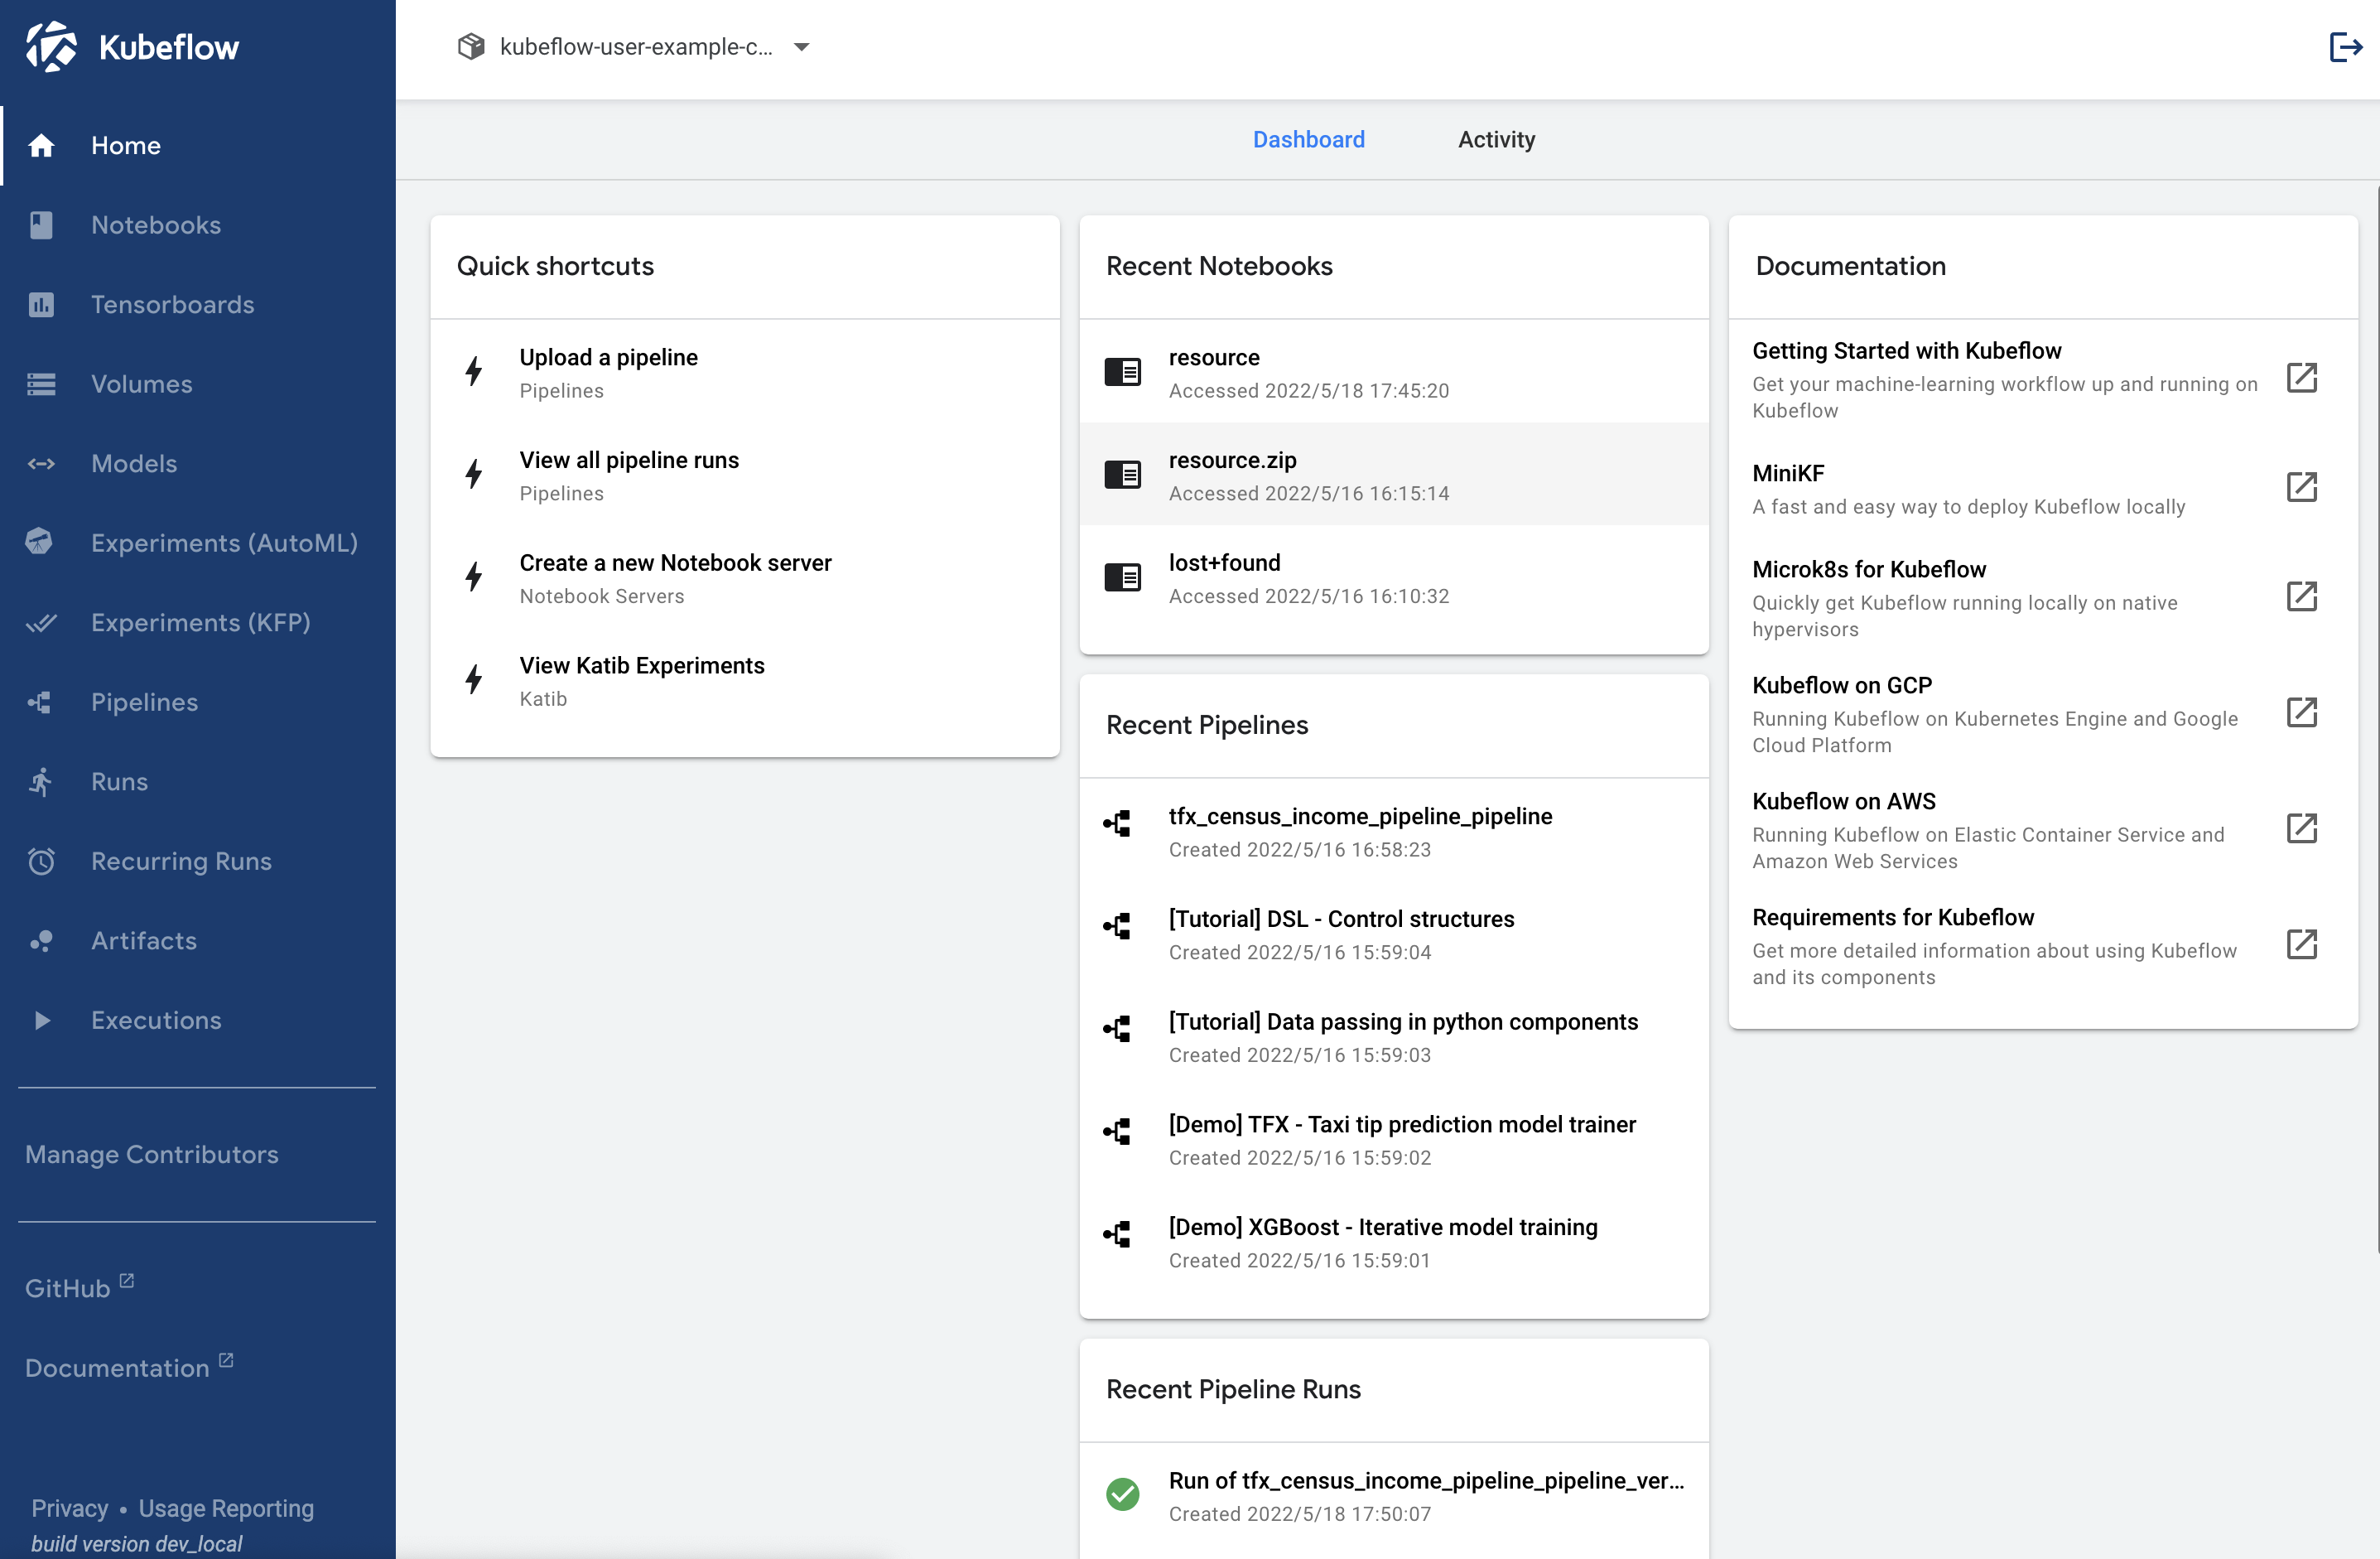 Kubeflow
Home
Notebooks
Tensorboards
Volumes
Models
Experiments (AutoML)
Experiments (KFP)
Pipelines
Runs
Recurring Runs
Artifacts
Executions
Manage Contributors
GitHub
Documentation
Privacy • Usage Reporting
build version dev_local
kubeflow-user-example-c...
Dashboard
Activity
Quick shortcuts
Upload a pipeline
Pipelines
View all pipeline runs
Pipelines
Create a new Notebook server
Notebook Servers
View Katib Experiments
Katib
Recent Notebooks
resource
Accessed 2022/5/18 17:45:20
resource.zip
Accessed 2022/5/16 16:15:14
lost+found
Accessed 2022/5/16 16:10:32
Recent Pipelines
tfx_census_income_pipeline_pipeline
Created 2022/5/16 16:58:23
[Tutorial] DSL - Control structures
Created 2022/5/16 15:59:04
[Tutorial] Data passing in python components
Created 2022/5/16 15:59:03
[Demo] TFX - Taxi tip prediction model trainer
Created 2022/5/16 15:59:02
[Demo] XGBoost - Iterative model training
Created 2022/5/16 15:59:01
Recent Pipeline Runs
Run of tfx_census_income_pipeline_pipeline_ver...
Created 2022/5/18 17:50:07
Documentation
Getting Started with Kubeflow
Get your machine-learning workflow up and running on
Kubeflow
MiniKF
A fast and easy way to deploy Kubeflow locally
Microk8s for Kubeflow
Quickly get Kubeflow running locally on native
hypervisors
Kubeflow on GCP
Running Kubeflow on Kubernetes Engine and Google
Cloud Platform
Kubeflow on AWS
Running Kubeflow on Elastic Container Service and
Amazon Web Services
Requirements for Kubeflow
Get more detailed information about using Kubeflow
and its components